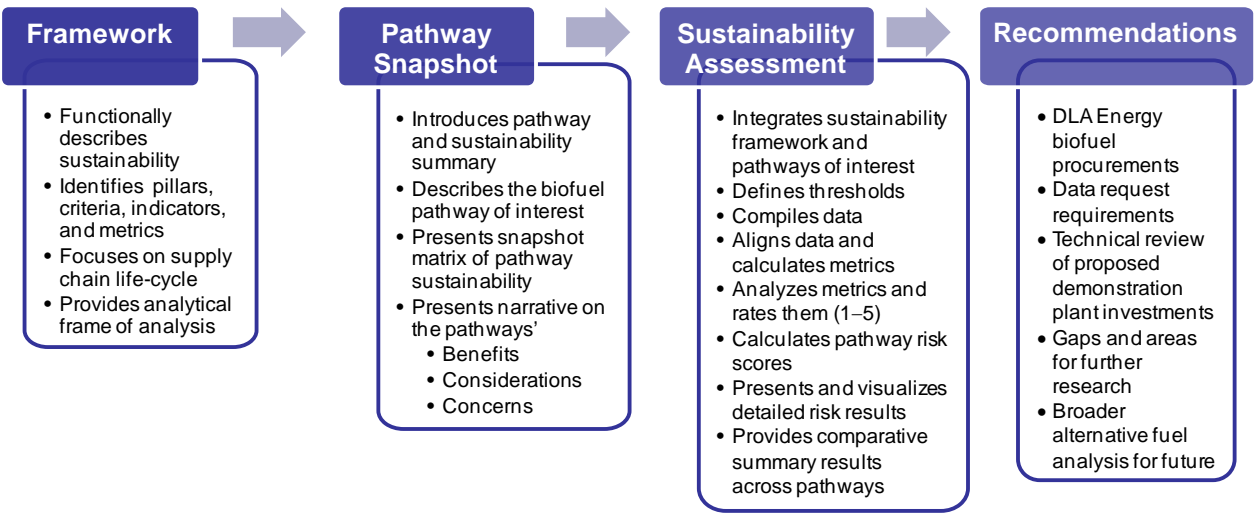 Framework
• Functionally
describes
sustainability
• Identifies pillars,
criteria, indicators,
and metrics
• Focuses on supply
chain life-cycle
• Provides analytical
frame of analysis
Pathway
Snapshot
• Introduces pathway
and sustainability
summary
• Describes the biofuel
pathway of interest
• Presents snapshot
matrix of pathway
sustainability
• Presents narrative on
the pathways’
• Benefits
• Considerations
• Concerns
Sustainability
Assessment
• Integrates sustainability
framework and
pathways of interest
• Defines thresholds
• Compiles data
• Aligns data and
calculates metrics
• Analyzes metrics and
rates them (1–5)
• Calculates pathway risk
scores
• Presents and visualizes
detailed risk results
• Provides comparative
summary results
across pathways
Recommendations
• DLA Energy
biofuel
procurements
• Data request
requirements
• Technical review
of proposed
demonstration
plant investments
• Gaps and areas
for further
research
• Broader
alternative fuel
analysis for future